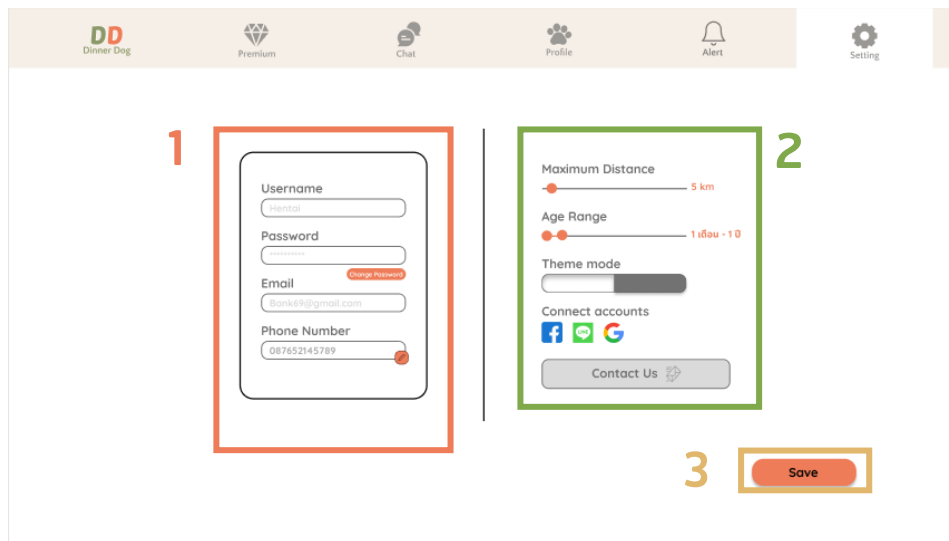 DD
Dinner Dog
Premium
Chat
Profile
Alert
Setting
1
Username
Hentai
Password
**********
Change Password
Email
Bank69@gmail.com
Phone Number
087652145789
2
Maximum Distance
5 km
Age Range
1 เดือน - 1 ปี
Theme mode
Connect accounts
LINE
Contact Us
3
Save